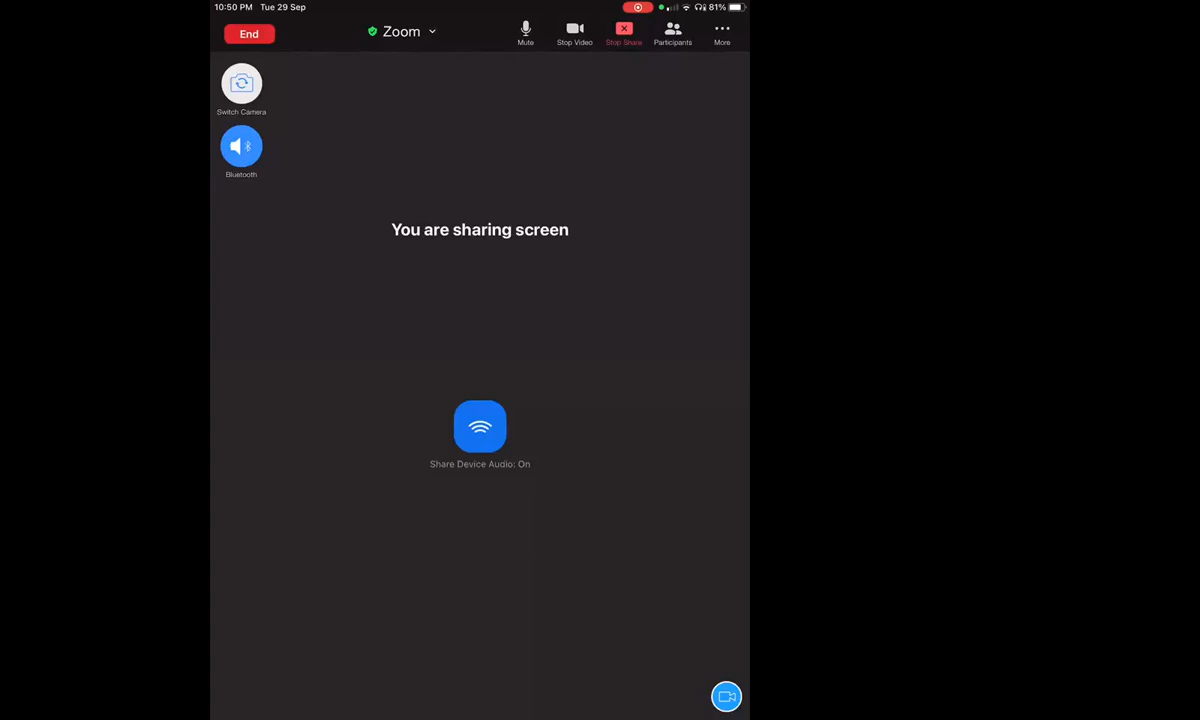 10:50 PM Tue 29 Sep
81%
End
Zoom
Mute
Stop Video
Stop Share
Participants
More
Switch Camera
Bluetooth
You are sharing screen
Share Device Audio: On